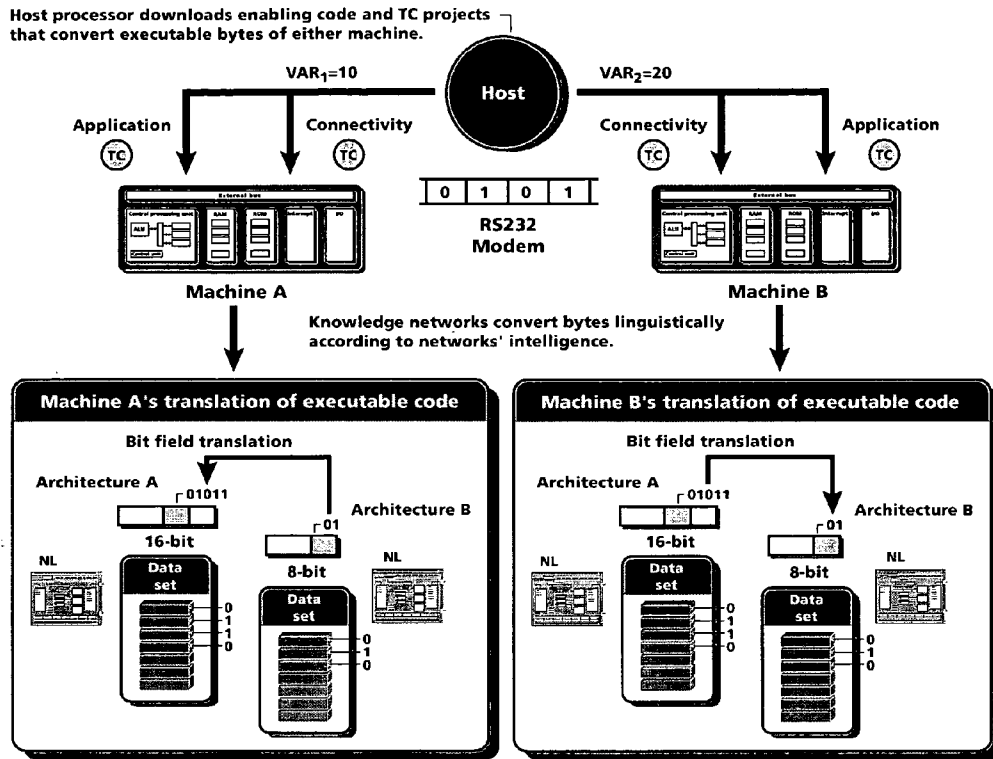 Host processor downloads enabling code and TC projects
that convert executable bytes of either machine.
VAR1=10
Host
VAR2=20
Application
TC
Connectivity
TC
Connectivity
TC
Application
TC
0 1 0 1
RS232
Modem
External bus
Central processing unit
RAM
ROM
Interrupt
I/O
ALU
Control unit
Machine A
External bus
Central processing unit
RAM
ROM
Interrupt
I/O
ALU
Control unit
Machine B
Knowledge networks convert bytes linguistically
according to networks' intelligence.
Machine A's translation of executable code
Bit field translation
Architecture A
01011
16-bit
Architecture B
01
8-bit
NL
NL
Data
set
0
1
1
0
Data
set
0
1
0
Machine B's translation of executable code
Bit field translation
Architecture A
01011
16-bit
Architecture B
01
8-bit
NL
NL
Data
set
0
1
1
0
Data
set
0
1
0